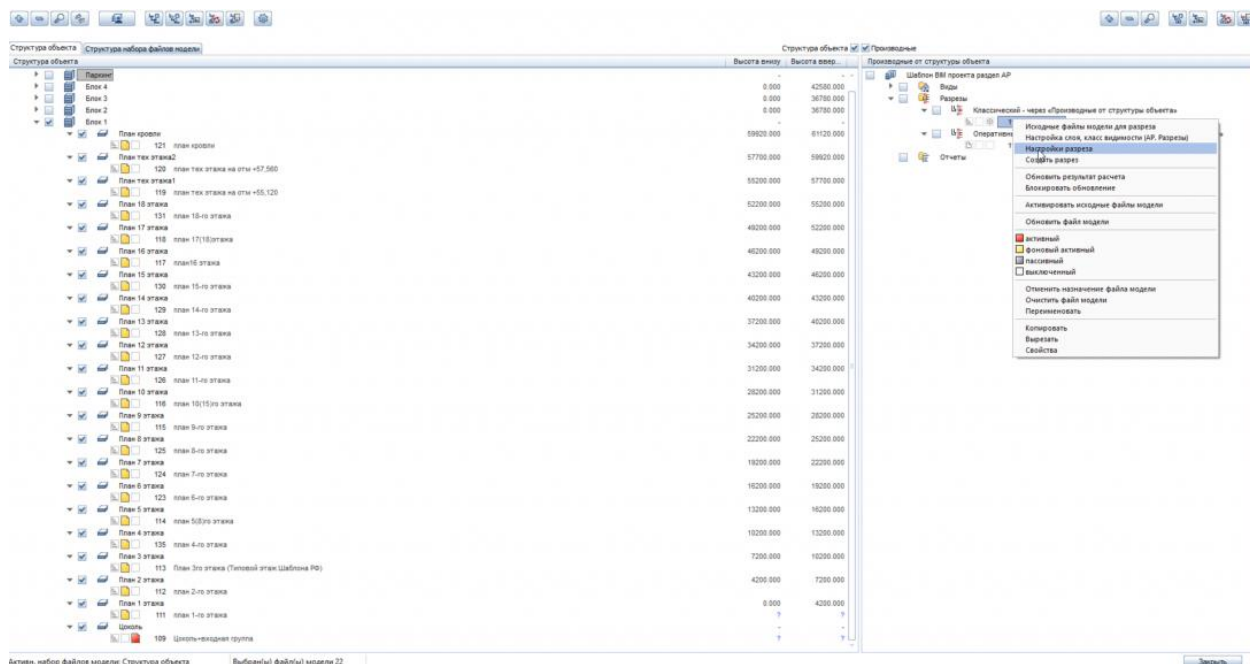 Структура объекта Структура набора файлов модели Структура объекта Производные
Структура объекта Высота внизу Высота ввер... Производные от структуры объекта
Паркинг - -
Блок 4 0.000 42580.000
Блок 3 0.000 36780.000
Блок 2 0.000 36780.000
Блок 1 - -
План кровли 59920.000 61120.000
121 план кровли
План тех этажа2 57700.000 59920.000
120 план тех этажа на отм +57,560
План тех этажа1 55200.000 57700.000
119 план тех этажа на отм +55,120
План 18 этажа 52200.000 55200.000
131 план 18-го этажа
План 17 этажа 49200.000 52200.000
118 план 17(18)этажа
План 16 этажа 46200.000 49200.000
117 план16 этажа
План 15 этажа 43200.000 46200.000
130 план 15-го этажа
План 14 этажа 40200.000 43200.000
129 план 14-го этажа
План 13 этажа 37200.000 40200.000
128 план 13-го этажа
План 12 этажа 34200.000 37200.000
127 план 12-го этажа
План 11 этажа 31200.000 34200.000
126 план 11-го этажа
План 10 этажа 28200.000 31200.000
116 план 10(15)го этажа
План 9 этажа 25200.000 28200.000
115 план 9-го этажа
План 8 этажа 22200.000 25200.000
125 план 8-го этажа
План 7 этажа 19200.000 22200.000
124 план 7-го этажа
План 6 этажа 16200.000 19200.000
123 план 6-го этажа
План 5 этажа 13200.000 16200.000
114 план 5(8)го этажа
План 4 этажа 10200.000 13200.000
135 план 4-го этажа
План 3 этажа 7200.000 10200.000
113 План 3го этажа (Типовой этаж Шаблона РФ)
План 2 этажа 4200.000 7200.000
112 план 2-го этажа
План 1 этажа 0.000 4200.000
111 план 1-го этажа ? ?
Цоколь - -
109 Цоколь+входная группа ? ?
Шаблон BIM проекта раздел АР
Виды
Разрезы
Классический - через «Производные от структуры объекта»
1
Оперативн
1
Отчеты
Исходные файлы модели для разреза
Настройка слоя, класс видимости (АР. Разрезы)
Настройки разреза
Создать разрез
Обновить результат расчета
Блокировать обновление
Активировать исходные файлы модели
Обновить файл модели
активный
фоновый активный
пассивный
выключенный
Отменить назначение файла модели
Очистить файл модели
Переименовать
Копировать
Вырезать
Свойства
Активн. набор файлов модели: Структура объекта Выбран(ы) файл(ы) модели 22 Закрыть